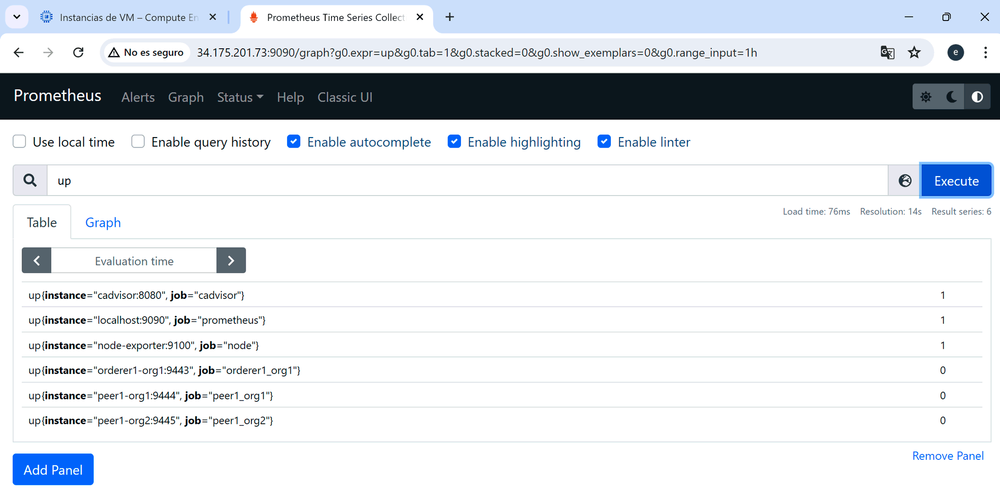 Instancias de VM – Compute En
Prometheus Time Series Collect
No es seguro
34.175.201.73:9090/graph?g0.expr=up&g0.tab=1&g0.stacked=0&g0.show_exemplars=0&g0.range_input=1h
e
Prometheus Alerts Graph Status Help Classic UI
Use local time Enable query history Enable autocomplete Enable highlighting Enable linter
up
Execute
Table Graph
Load time: 76ms Resolution: 14s Result series: 6
Evaluation time
up{instance="cadvisor:8080", job="cadvisor"} 1
up{instance="localhost:9090", job="prometheus"} 1
up{instance="node-exporter:9100", job="node"} 1
up{instance="orderer1-org1:9443", job="orderer1_org1"} 0
up{instance="peer1-org1:9444", job="peer1_org1"} 0
up{instance="peer1-org2:9445", job="peer1_org2"} 0
Remove Panel
Add Panel